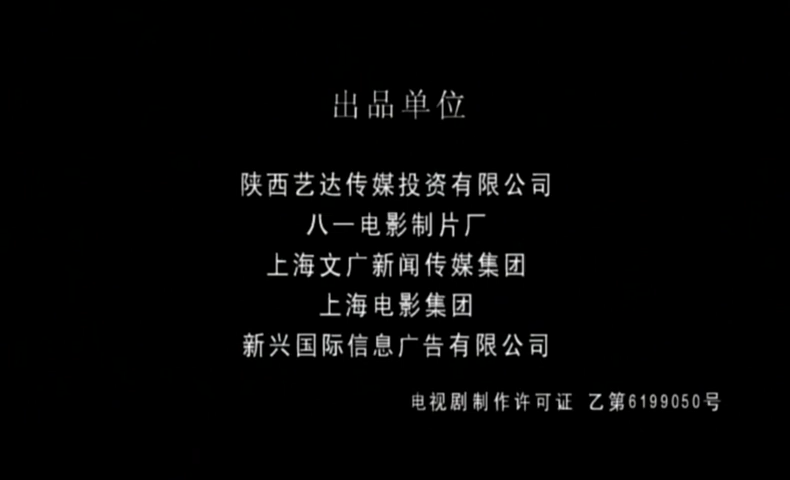 出品单位
陕西艺达传媒投资有限公司
八一电影制片厂
上海文广新闻传媒集团
上海电影集团
新兴国际信息广告有限公司
电视剧制作许可证 乙第6199050号